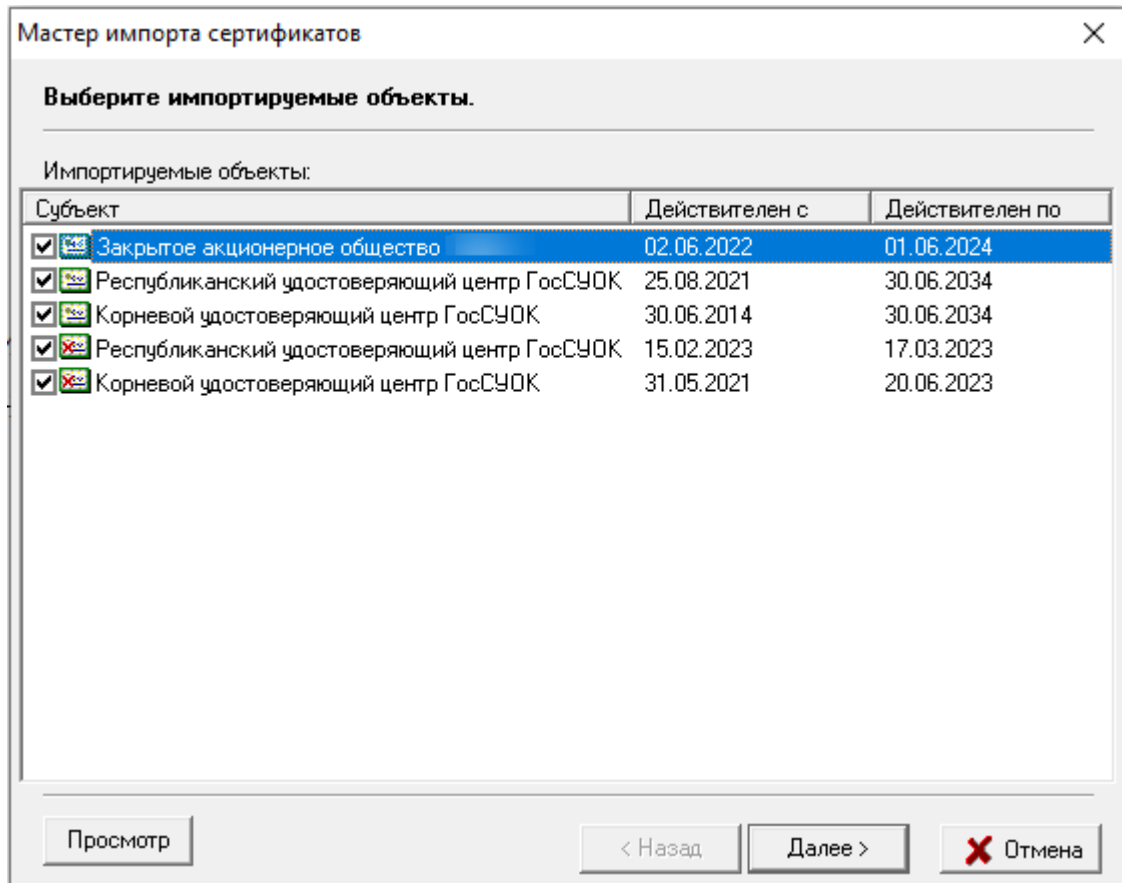 Мастер импорта сертификатов
Выберите импортируемые объекты.
Импортируемые объекты:
Субъект Действителен с Действителен по
Закрытое акционерное общество 02.06.2022 01.06.2024
Республиканский удостоверяющий центр ГосСУОК 25.08.2021 30.06.2034
Корневой удостоверяющий центр ГосСУОК 30.06.2014 30.06.2034
Республиканский удостоверяющий центр ГосСУОК 15.02.2023 17.03.2023
Корневой удостоверяющий центр ГосСУОК 31.05.2021 20.06.2023
Просмотр < Назад Далее > Отмена